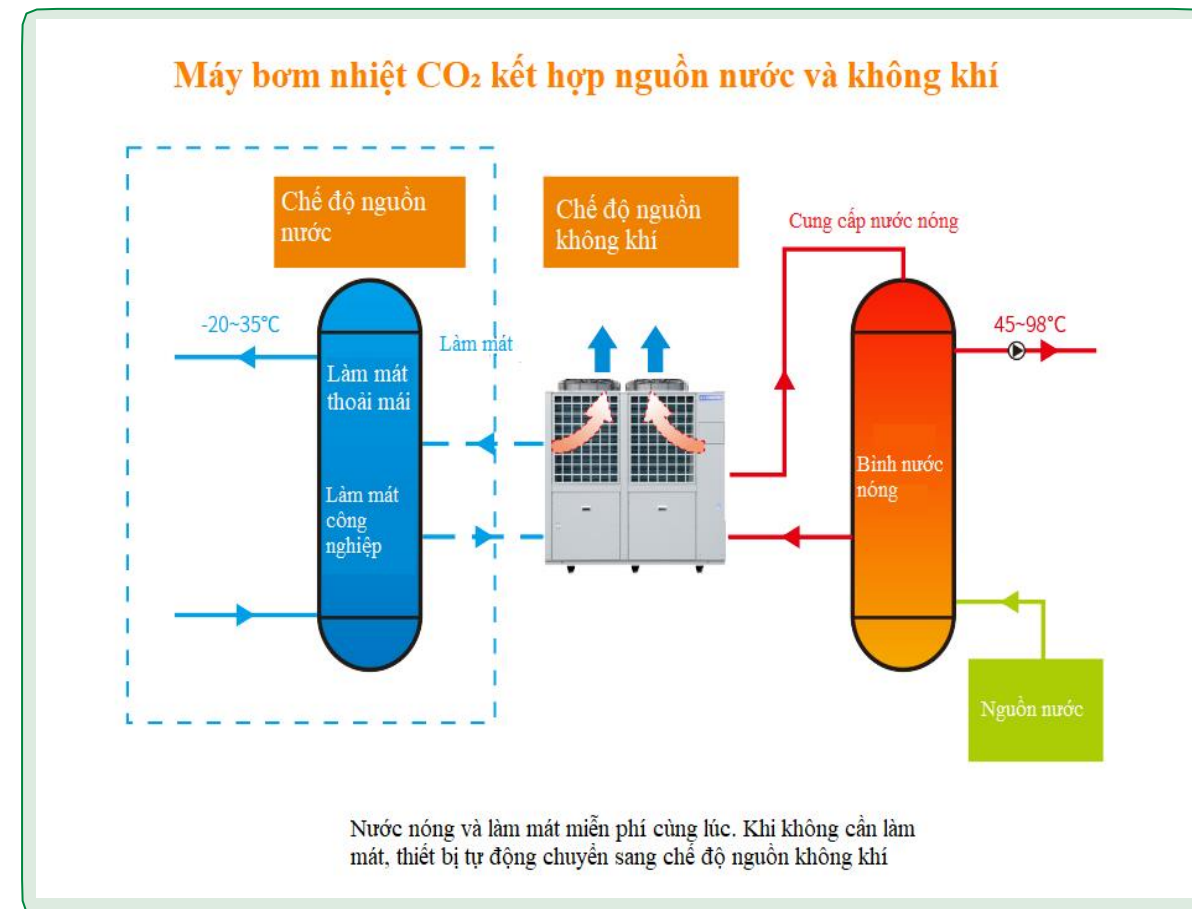 Máy bơm nhiệt CO₂ kết hợp nguồn nước và không khí
Chế độ nguồn
nước
Chế độ nguồn
không khí
Cung cấp nước nóng
-20~35℃
Làm mát
45~98℃
Làm mát
thoải mái
Làm mát
công
nghiệp
Bình nước
nóng
Nguồn nước
Nước nóng và làm mát miễn phí cùng lúc. Khi không cần làm
mát, thiết bị tự động chuyển sang chế độ nguồn không khí